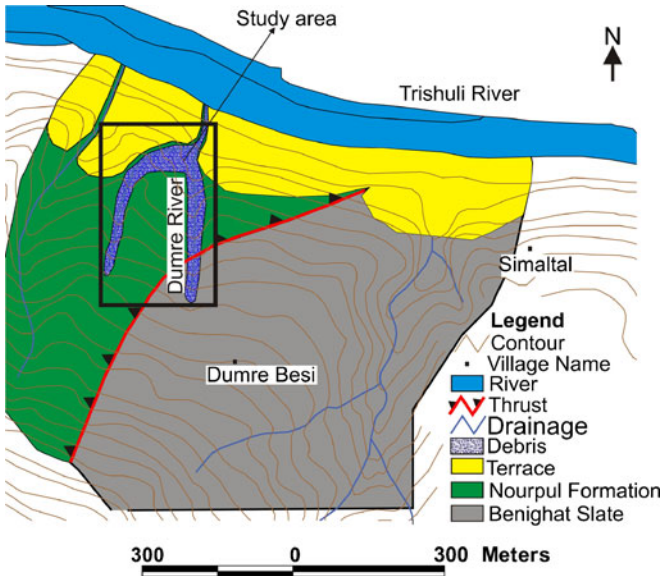 Study area
N
Trishuli River
Dumre River
Simaltal
Dumre Besi
Legend
Contour
Village Name
River
Thrust
Drainage
Debris
Terrace
Nourpul Formation
Benighat Slate
300 0 300 Meters